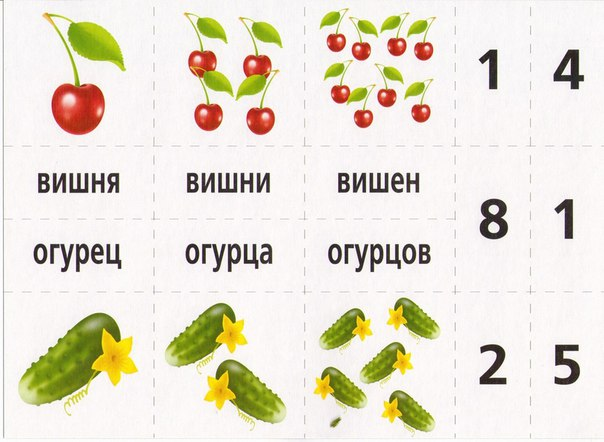 1 4
вишня вишни вишен
8 1
огурец огурца огурцов
2 5